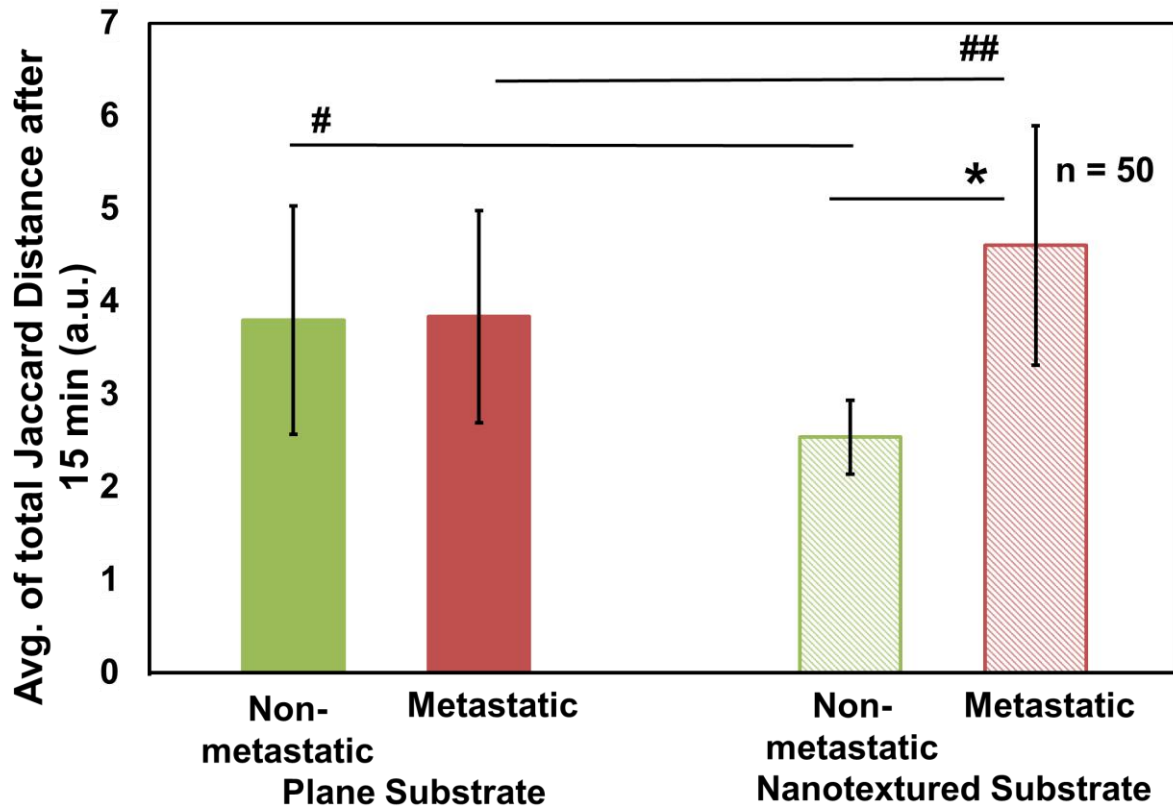 Avg. of total Jaccard Distance after
15 min (a.u.)
7
6
5
4
3
2
1
0
#
##
*
n = 50
Non-
metastatic
Metastatic
Plane Substrate
Non-
metastatic
Metastatic
Nanotextured Substrate